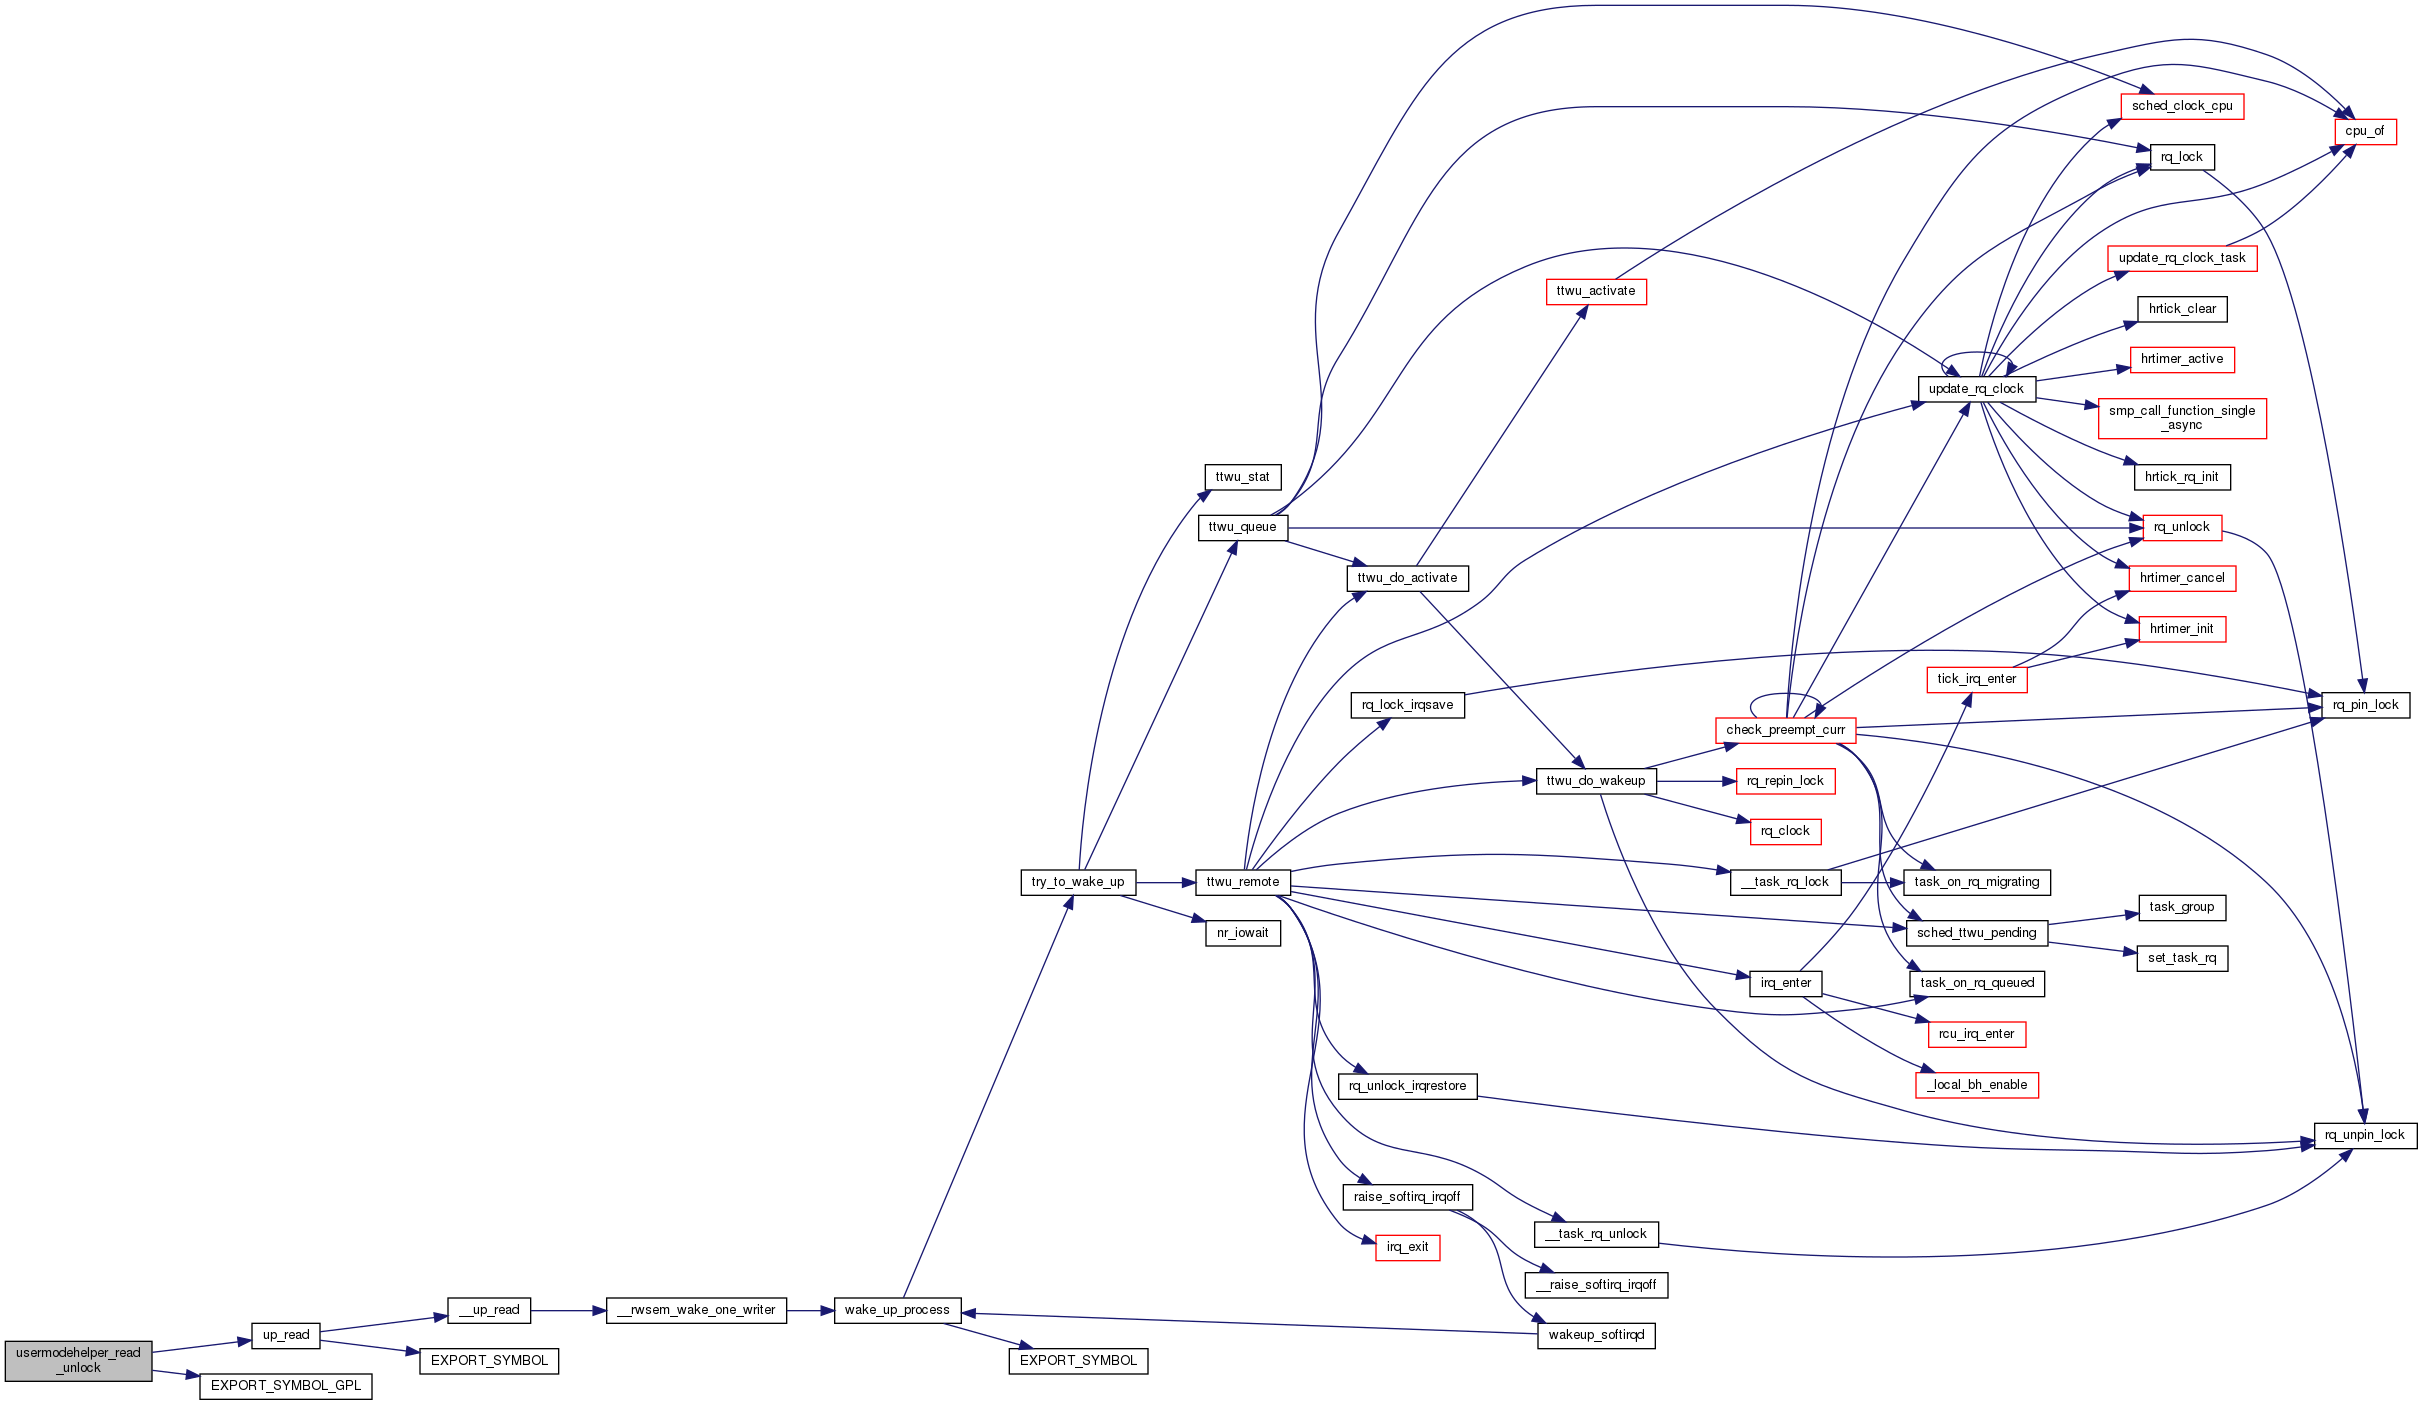 sched_clock_cpu
cpu_of
rq_lock
update_rq_clock_task
ttwu_activate
hrtick_clear
hrtimer_active
update_rq_clock
smp_call_function_single
_async
ttwu_stat
hrtick_rq_init
ttwu_queue
rq_unlock
ttwu_do_activate
hrtimer_cancel
hrtimer_init
tick_irq_enter
rq_lock_irqsave
rq_pin_lock
check_preempt_curr
ttwu_do_wakeup
rq_repin_lock
rq_clock
try_to_wake_up
ttwu_remote
__task_rq_lock
task_on_rq_migrating
task_group
nr_iowait
sched_ttwu_pending
set_task_rq
irq_enter
task_on_rq_queued
rcu_irq_enter
rq_unlock_irqrestore
_local_bh_enable
rq_unpin_lock
raise_softirq_irqoff
__task_rq_unlock
irq_exit
__raise_softirq_irqoff
__up_read
__rwsem_wake_one_writer
wake_up_process
up_read
wakeup_softirqd
usermodehelper_read
_unlock
EXPORT_SYMBOL
EXPORT_SYMBOL
EXPORT_SYMBOL_GPL